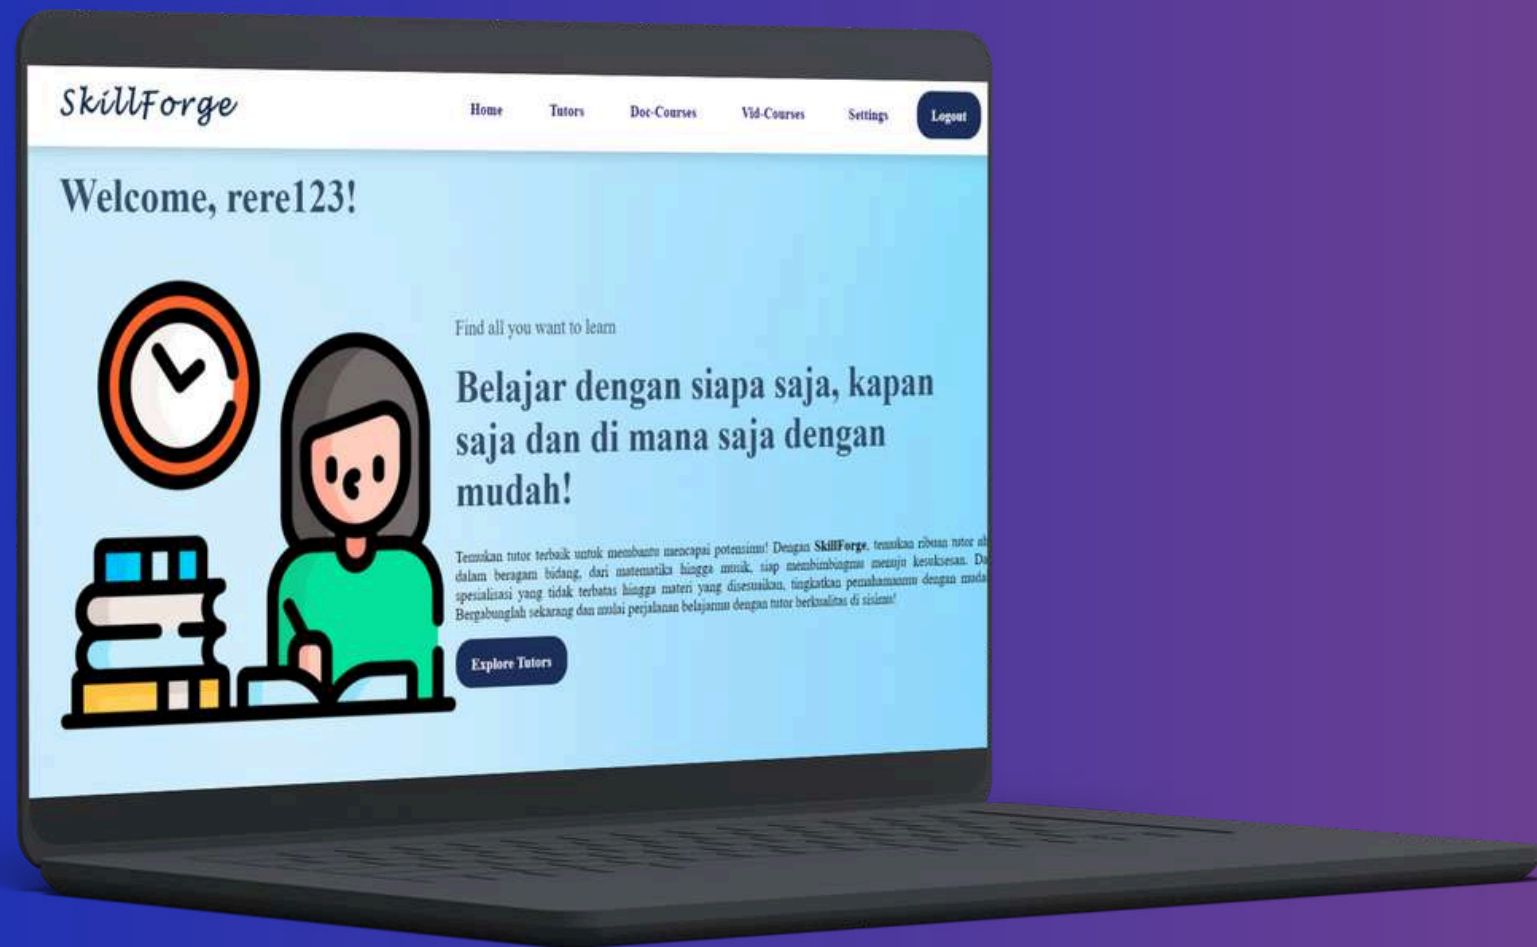 SkillForge
Home Tutors Doc-Courses Vid-Courses Settings Logout
Welcome, rere123!
Find all you want to learn
Belajar dengan siapa saja, kapan
saja dan di mana saja dengan
mudah!
Temukan tutor terbaik untuk membantu mencapai potensimu! Dengan SkillForge, temukan ribuan tutor
dalam beragam bidang, dari matematika hingga musik, siap membimbingmu menuju kesuksesan.
spesialisasi yang tidak terbatas hingga materi yang disesuaikan, tingkatkan pemahamanmu dengan
Bergabunglah sekarang dan mulai perjalanan belajarmu dengan tutor berkualitas di sisimu!
Explore Tutors